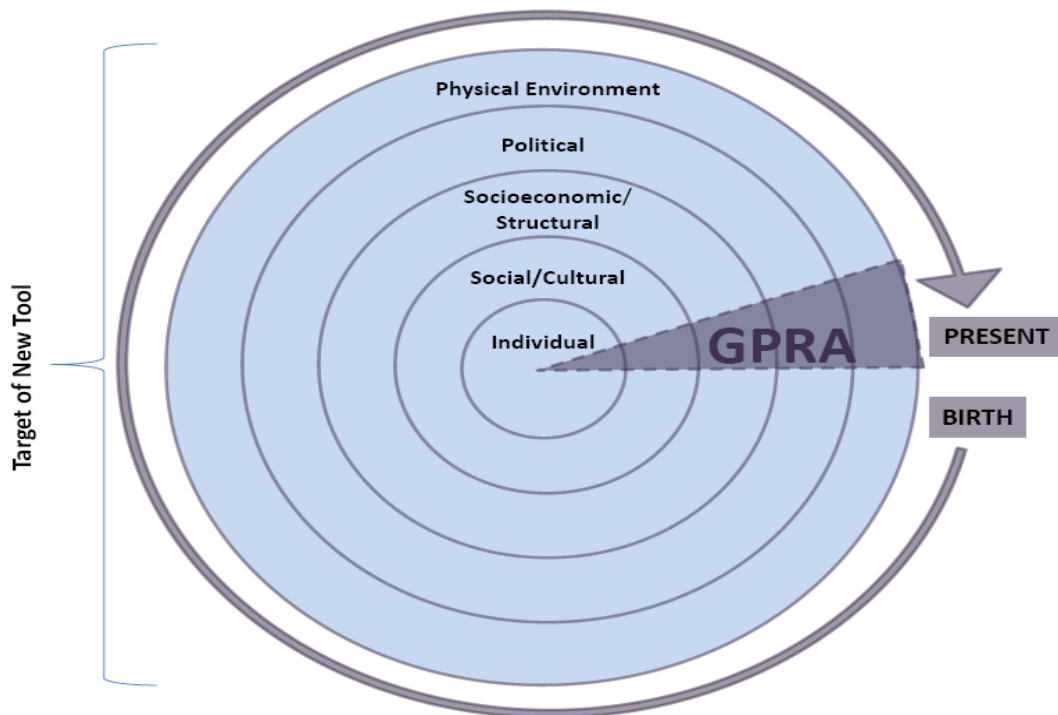 Target of New Tool
Physical Environment
Political
Socioeconomic/
Structural
Social/Cultural
Individual
GPRA
PRESENT
BIRTH